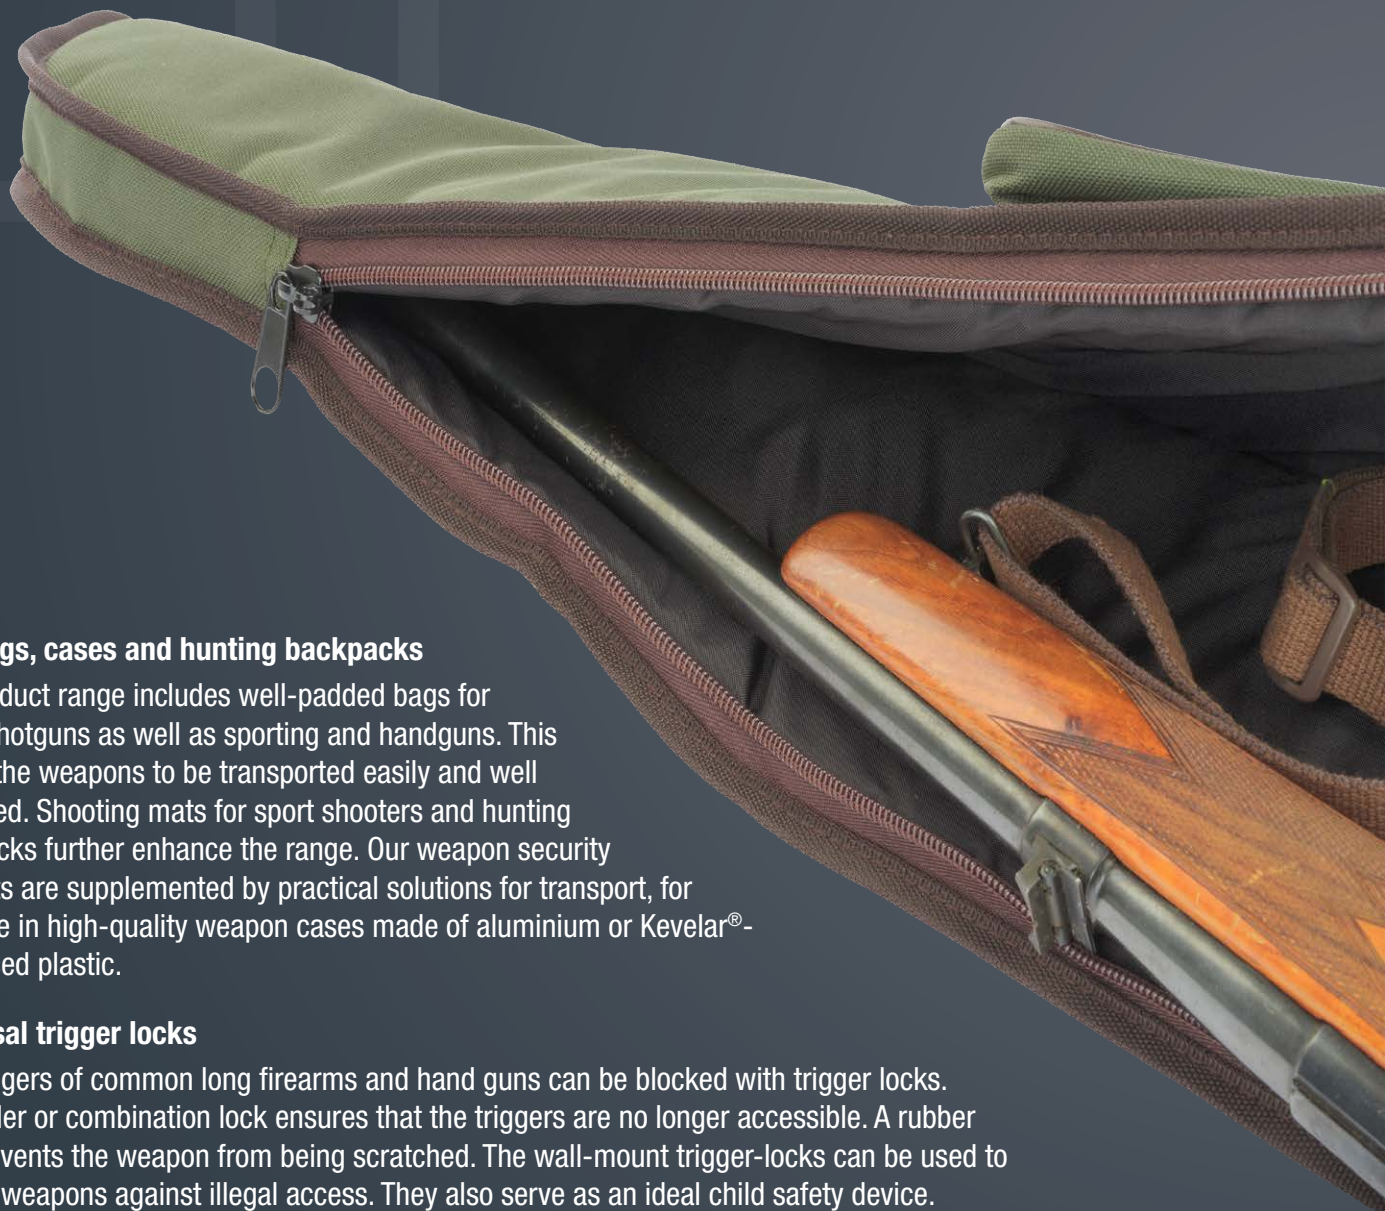 gs, cases and hunting backpacks
duct range includes well-padded bags for
hotguns as well as sporting and handguns. This
the weapons to be transported easily and well
ed. Shooting mats for sport shooters and hunting
cks further enhance the range. Our weapon security
ts are supplemented by practical solutions for transport, for
e in high-quality weapon cases made of aluminium or Kevelar®-
ed plastic.
sal trigger locks
ggers of common long firearms and hand guns can be blocked with trigger locks.
der or combination lock ensures that the triggers are no longer accessible. A rubber
vents the weapon from being scratched. The wall-mount trigger-locks can be used to
weapons against illegal access. They also serve as an ideal child safety device.